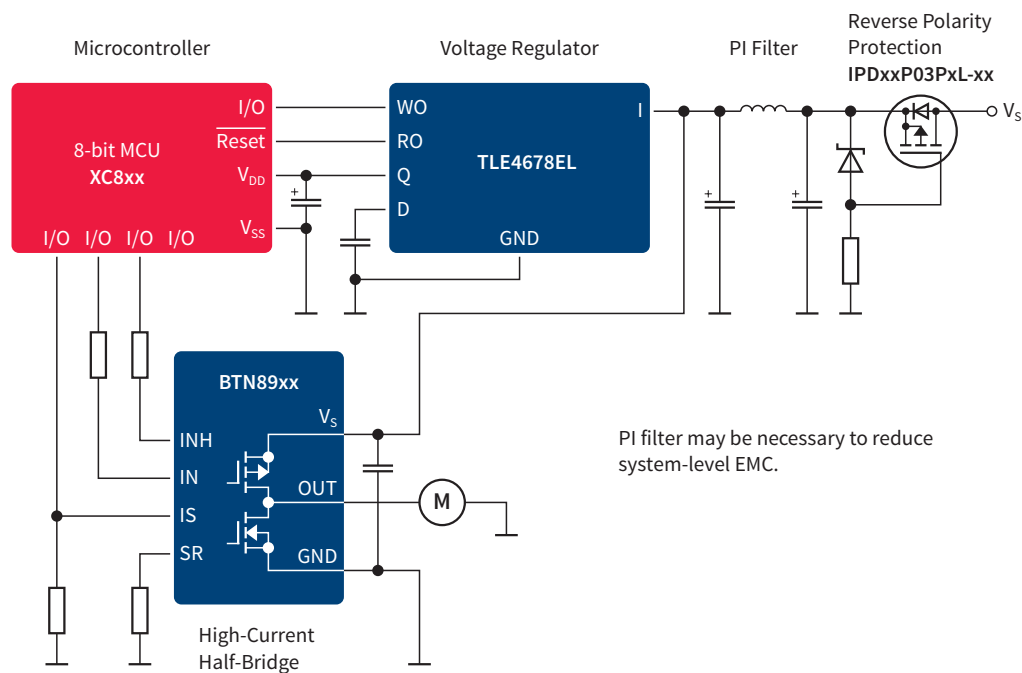 Microcontroller
Voltage Regulator
PI Filter
Reverse Polarity
Protection
IPDxxP03PxL-xx
8-bit MCU
XC8xx
I/O
Reset
VDD
VSS
I/O I/O I/O I/O
WO
RO
Q
D
TLE4678EL
I
GND
+
+
+
VS
BTN89xx
VS
INH
IN
IS
SR
OUT
GND
M
High-Current
Half-Bridge
PI filter may be necessary to reduce
system-level EMC.